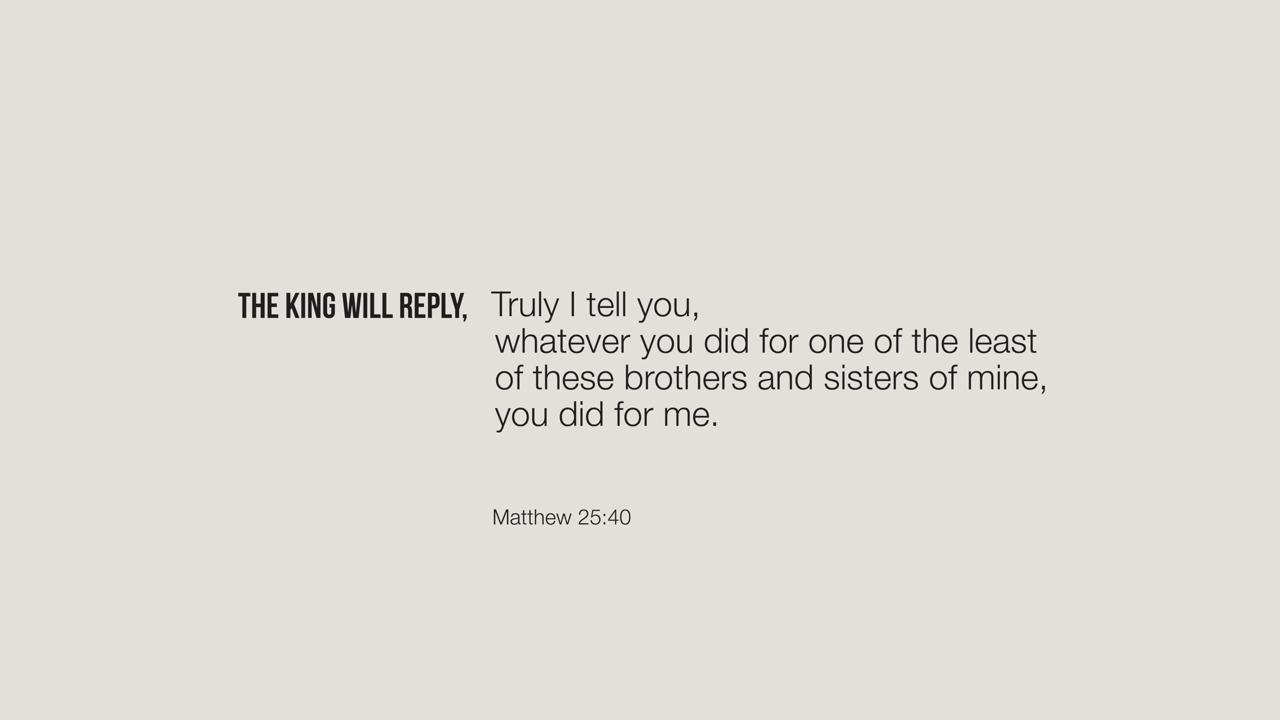 THE KING WILL REPLY, Truly I tell you,
whatever you did for one of the least
of these brothers and sisters of mine,
you did for me.
Matthew 25:40